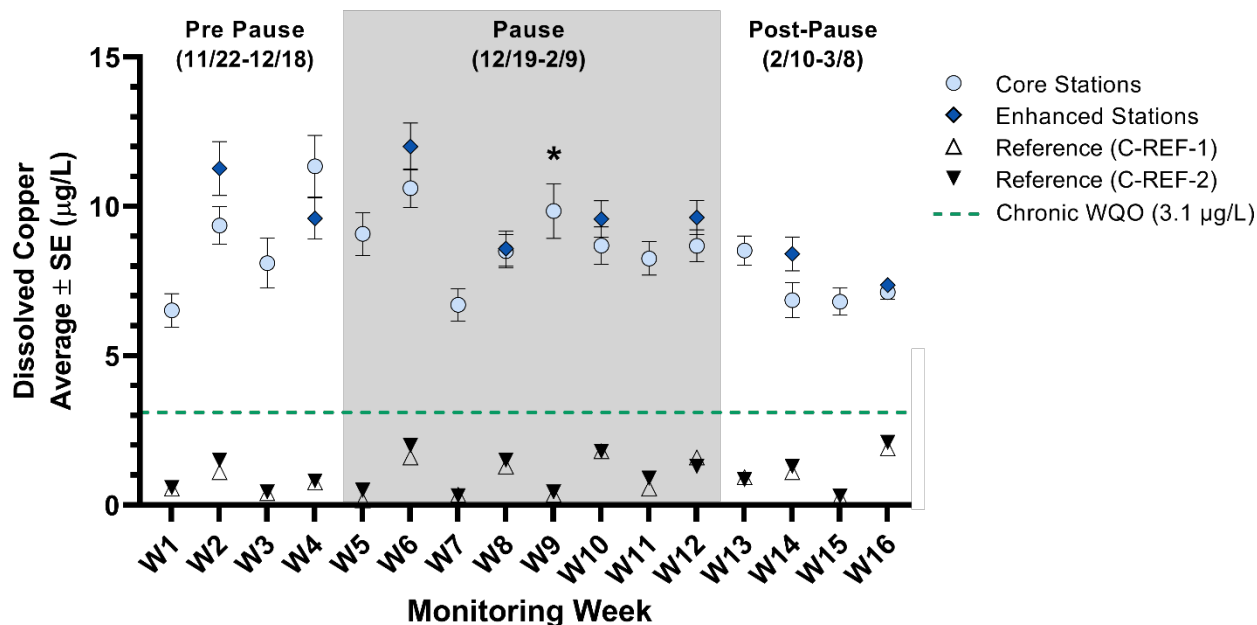 Pre Pause
(11/22-12/18)
Pause
(12/19-2/9)
Post-Pause
(2/10-3/8)
15
10
5
0
Dissolved Copper
Average ± SE (µg/L)
*
Core Stations
Enhanced Stations
Reference (C-REF-1)
Reference (C-REF-2)
Chronic WQO (3.1 µg/L)
W1
W2
W3
W4
W5
W6
W7
W8
W9
W10
W11
W12
W13
W14
W15
W16
Monitoring Week